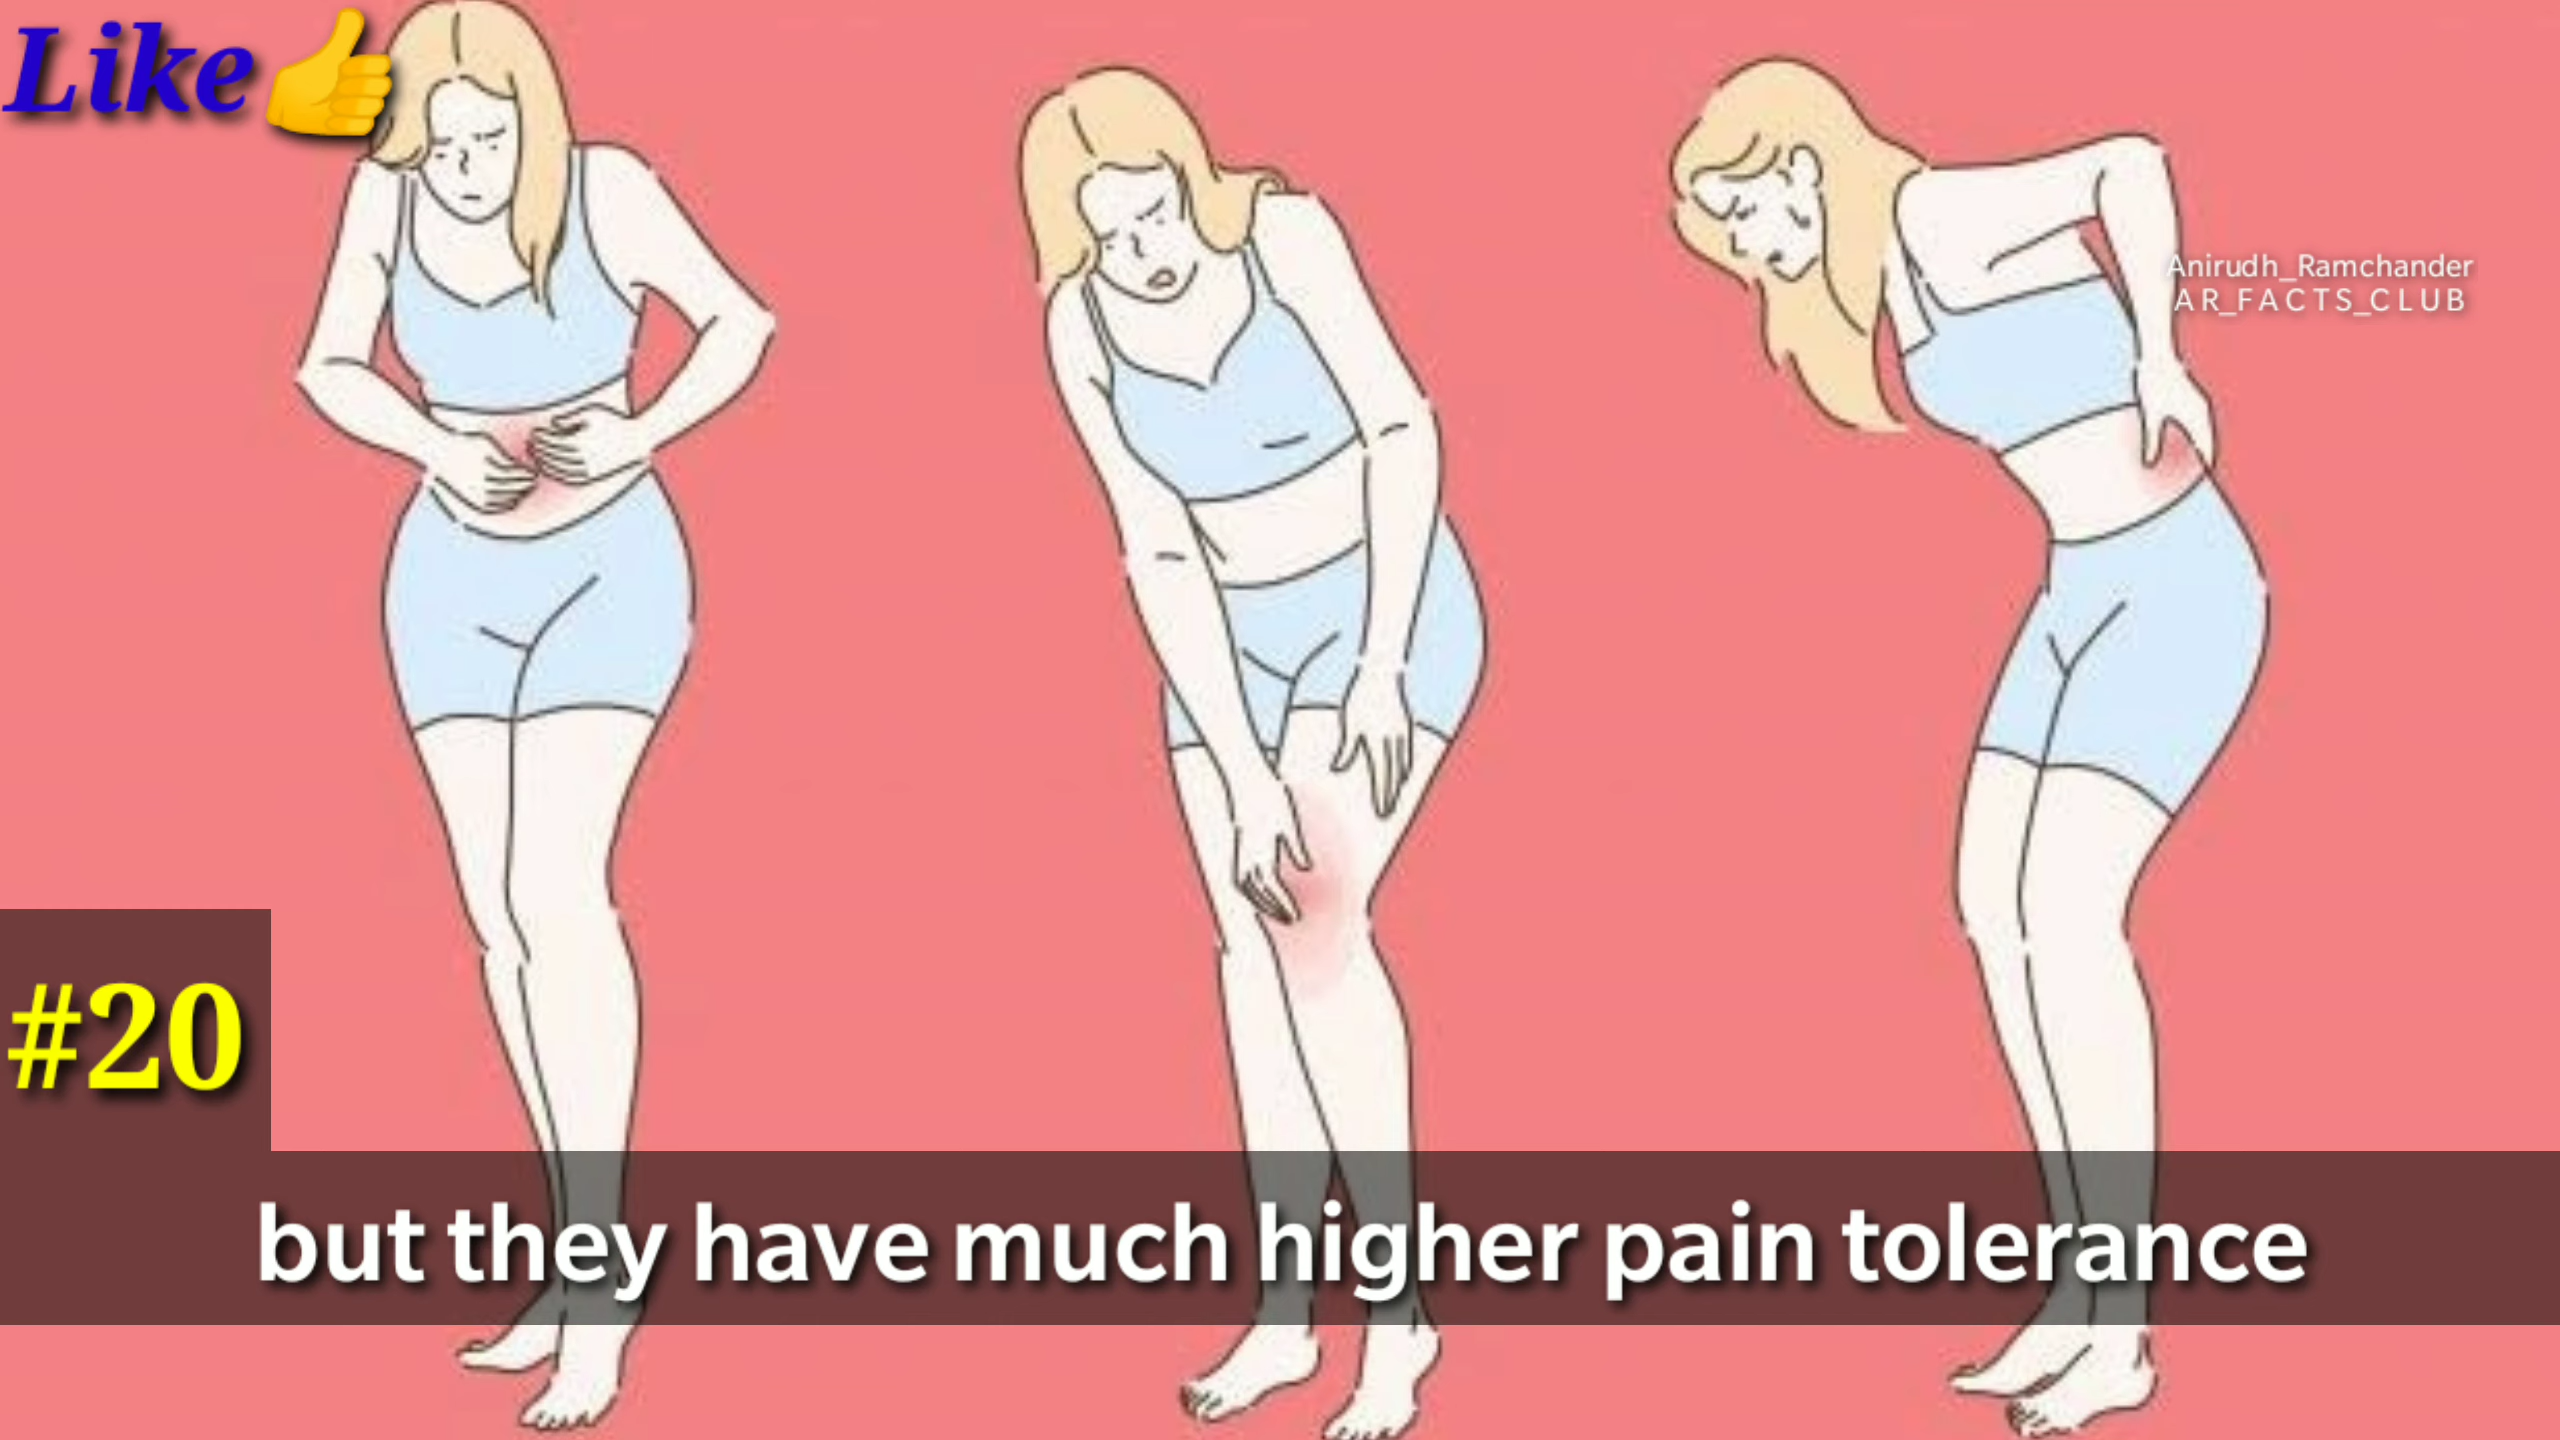 Like👍
Anirudh_Ramchander
AR_FACTS_CLUB
#20
but they have much higher pain tolerance